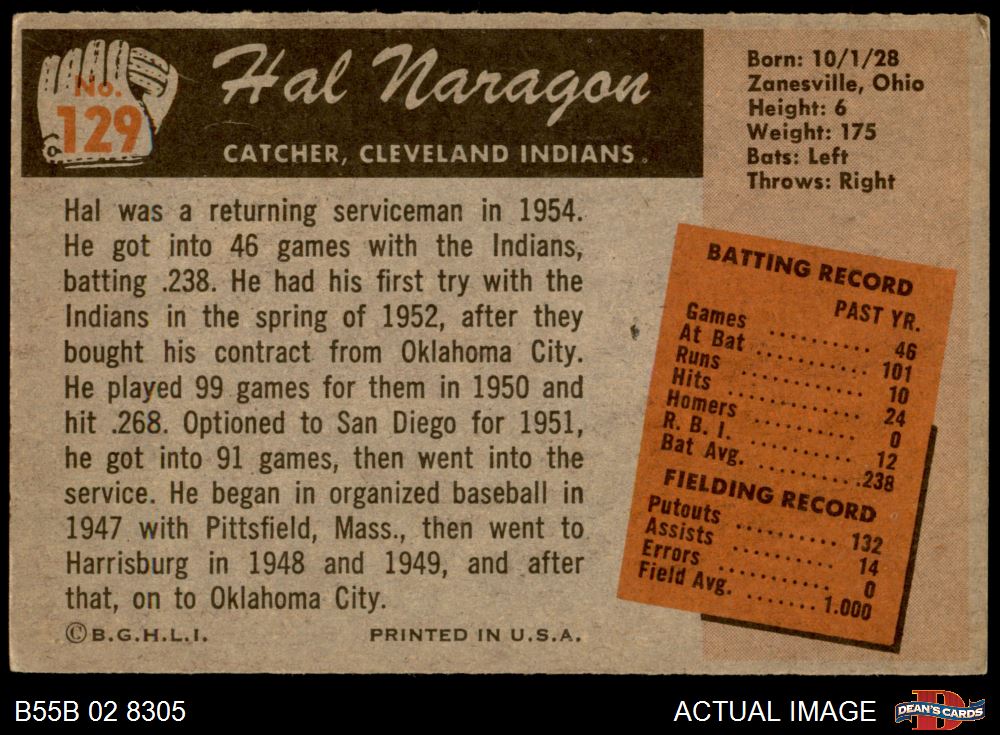 No.
129
Hal Naragon
CATCHER, CLEVELAND INDIANS.
Born: 10/1/28
Zanesville, Ohio
Height: 6
Weight: 175
Bats: Left
Throws: Right
Hal was a returning serviceman in 1954.
He got into 46 games with the Indians,
batting .238. He had his first try with the
Indians in the spring of 1952, after they
bought his contract from Oklahoma City.
He played 99 games for them in 1950 and
hit .268. Optioned to San Diego for 1951,
he got into 91 games, then went into the
service. He began in organized baseball in
1947 with Pittsfield, Mass., then went to
Harrisburg in 1948 and 1949, and after
that, on to Oklahoma City.
©B.G.H.L.I. PRINTED IN U.S.A.
BATTING RECORD
PAST YR.
Games .......... 46
At Bat .......... 101
Runs .......... 10
Hits .......... 24
Homers .......... 0
R. B. I. .......... 12
Bat Avg. .......... .238
FIELDING RECORD
Putouts .......... 132
Assists .......... 14
Errors .......... 0
Field Avg. ....... 1.000
B55B 02 8305
ACTUAL IMAGE
D
DEAN'S CARDS